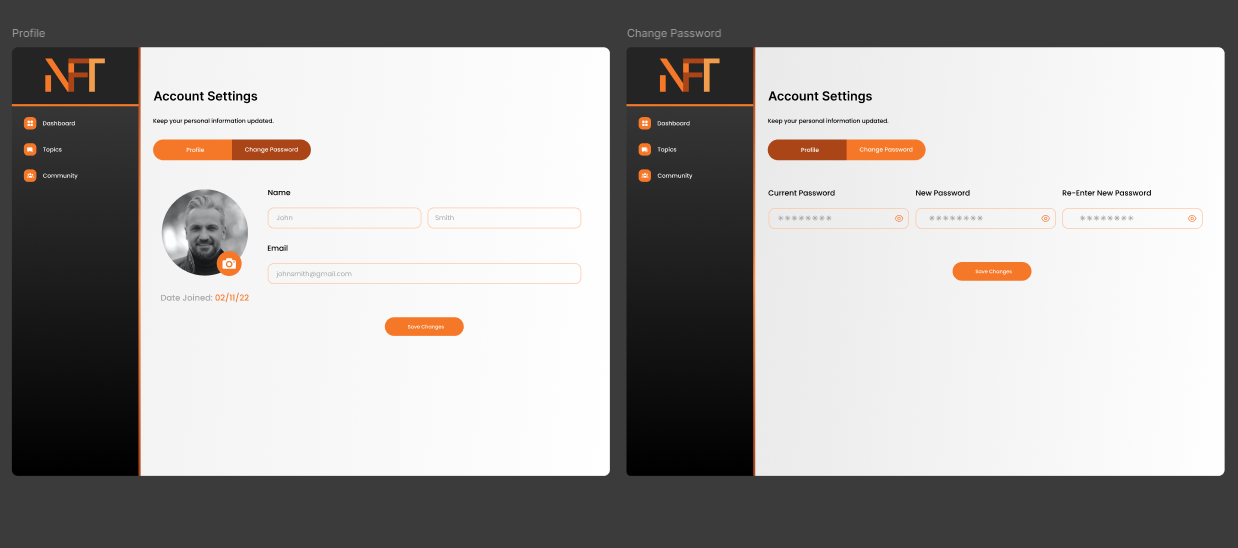 Profile
NFT
Dashboard
Topics
Community
Account Settings
Keep your personal information updated.
Profile Change Password
Name
John Smith
Email
johnsmith@gmail.com
Date Joined: 02/11/22
Save Changes
Change Password
NFT
Dashboard
Topics
Community
Account Settings
Keep your personal information updated.
Profile Change Password
Current Password New Password Re-Enter New Password
******** ******** ********
Save Changes